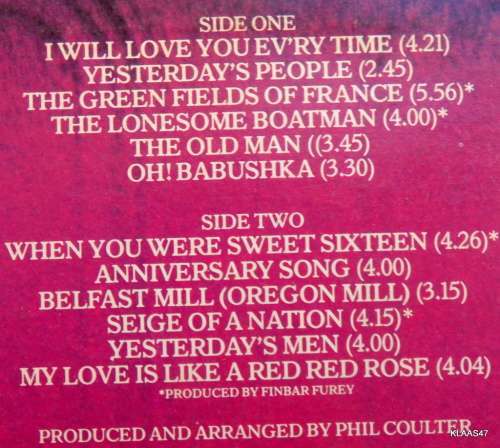 SIDE ONE
I WILL LOVE YOU EV'RY TIME (4.21)
YESTERDAY'S PEOPLE (2.45)
THE GREEN FIELDS OF FRANCE (5.56)*
THE LONESOME BOATMAN (4.00)*
THE OLD MAN ((3.45)
OH! BABUSHKA (3.30)
SIDE TWO
WHEN YOU WERE SWEET SIXTEEN (4.26)*
ANNIVERSARY SONG (4.00)
BELFAST MILL (OREGON MILL) (3.15)
SEIGE OF A NATION (4.15)*
YESTERDAY'S MEN (4.00)
MY LOVE IS LIKE A RED RED ROSE (4.04)
*PRODUCED BY FINBAR FUREY
PRODUCED AND ARRANGED BY PHIL COULTER
KLAAS47